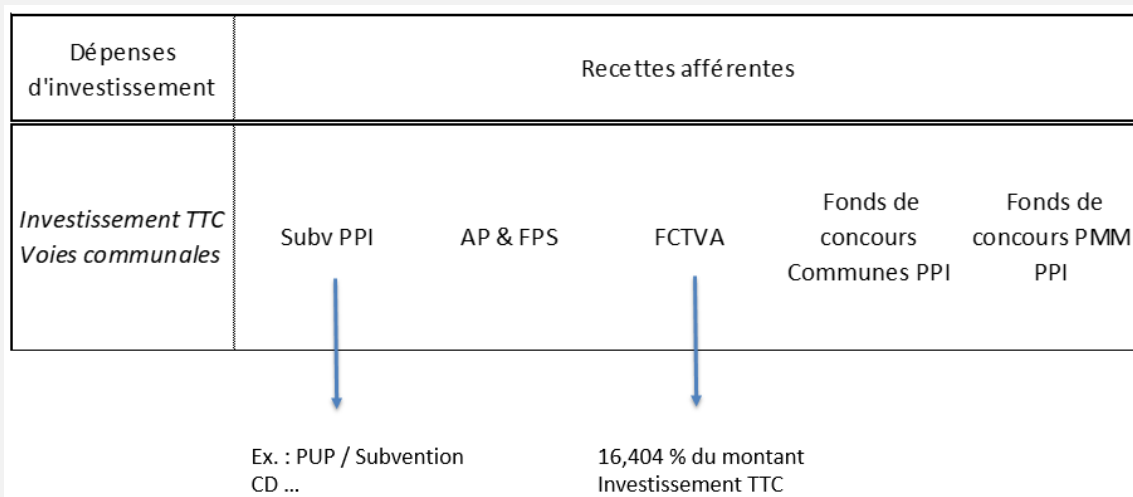 Dépenses
d'investissement
Recettes afférentes
Investissement TTC
Voies communales
Subv PPI
AP & FPS
FCTVA
Fonds de
concours
Communes PPI
Fonds de
concours PMM
PPI
Ex. : PUP / Subvention
CD ...
16,404 % du montant
Investissement TTC